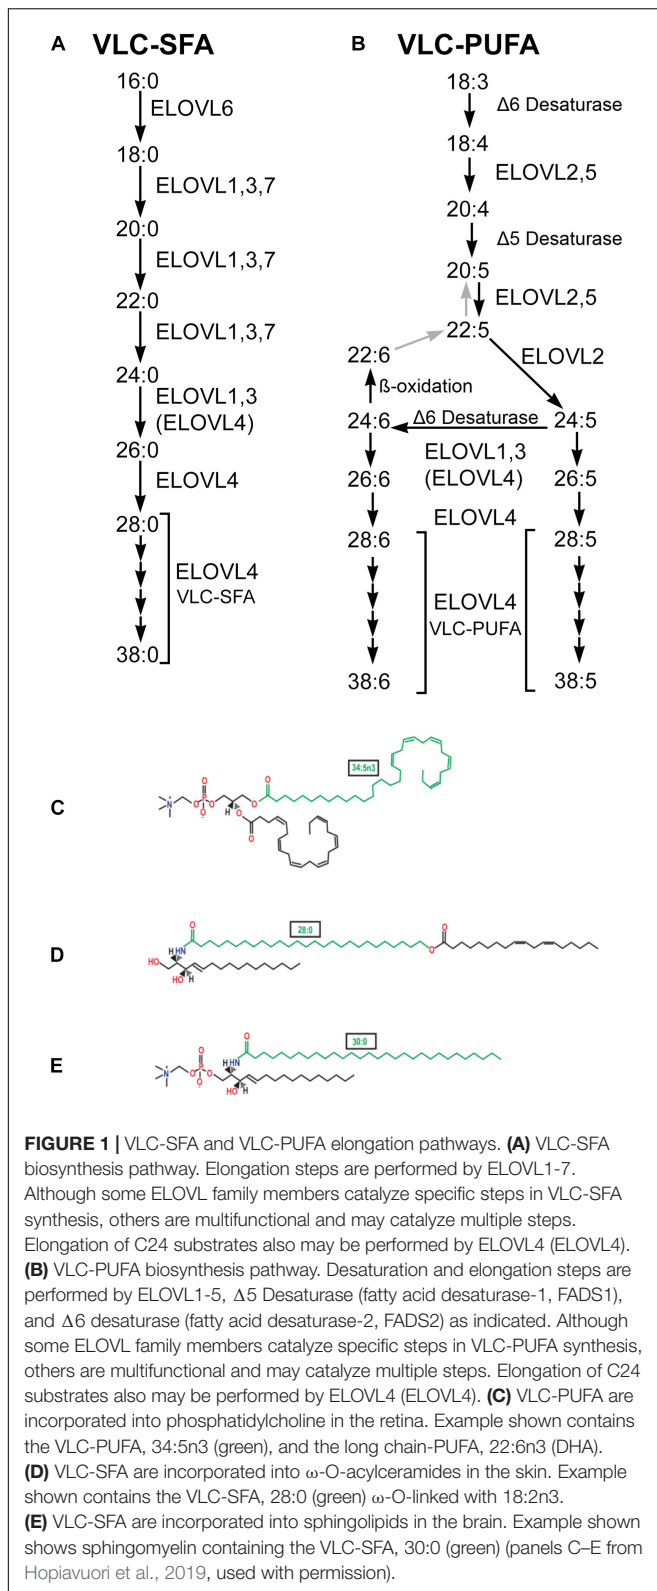 A VLC-SFA
16:0
ELOVL6
18:0
ELOVL1,3,7
20:0
ELOVL1,3,7
22:0
ELOVL1,3,7
24:0
ELOVL1,3
(ELOVL4)
26:0
ELOVL4
28:0
ELOVL4
VLC-SFA
38:0
B VLC-PUFA
18:3
Δ6 Desaturase
18:4
ELOVL2,5
20:4
Δ5 Desaturase
20:5
ELOVL2,5
22:5
22:6
ELOVL2
ß-oxidation
24:6
Δ6 Desaturase
24:5
ELOVL1,3
(ELOVL4)
26:6
26:5
ELOVL4
28:6
28:5
ELOVL4
VLC-PUFA
38:6
38:5
C
34:5n3
O
O
N+
O
P
O
O-
O
H
O
O
D
28:0
O
H
HN
HO
HO
H
O
O
E
30:0
O
H
HN
O
N+
O
P
O
O-
HO
H
FIGURE 1 | VLC-SFA and VLC-PUFA elongation pathways. (A) VLC-SFA
biosynthesis pathway. Elongation steps are performed by ELOVL1-7.
Although some ELOVL family members catalyze specific steps in VLC-SFA
synthesis, others are multifunctional and may catalyze multiple steps.
Elongation of C24 substrates also may be performed by ELOVL4 (ELOVL4).
(B) VLC-PUFA biosynthesis pathway. Desaturation and elongation steps are
performed by ELOVL1-5, Δ5 Desaturase (fatty acid desaturase-1, FADS1),
and Δ6 desaturase (fatty acid desaturase-2, FADS2) as indicated. Although
some ELOVL family members catalyze specific steps in VLC-PUFA synthesis,
others are multifunctional and may catalyze multiple steps. Elongation of C24
substrates also may be performed by ELOVL4 (ELOVL4). (C) VLC-PUFA are
incorporated into phosphatidylcholine in the retina. Example shown contains
the VLC-PUFA, 34:5n3 (green), and the long chain-PUFA, 22:6n3 (DHA).
(D) VLC-SFA are incorporated into ω-O-acylceramides in the skin. Example
shown contains the VLC-SFA, 28:0 (green) ω-O-linked with 18:2n3.
(E) VLC-SFA are incorporated into sphingolipids in the brain. Example shown
shows sphingomyelin containing the VLC-SFA, 30:0 (green) (panels C–E from
Hopiavuori et al., 2019, used with permission).